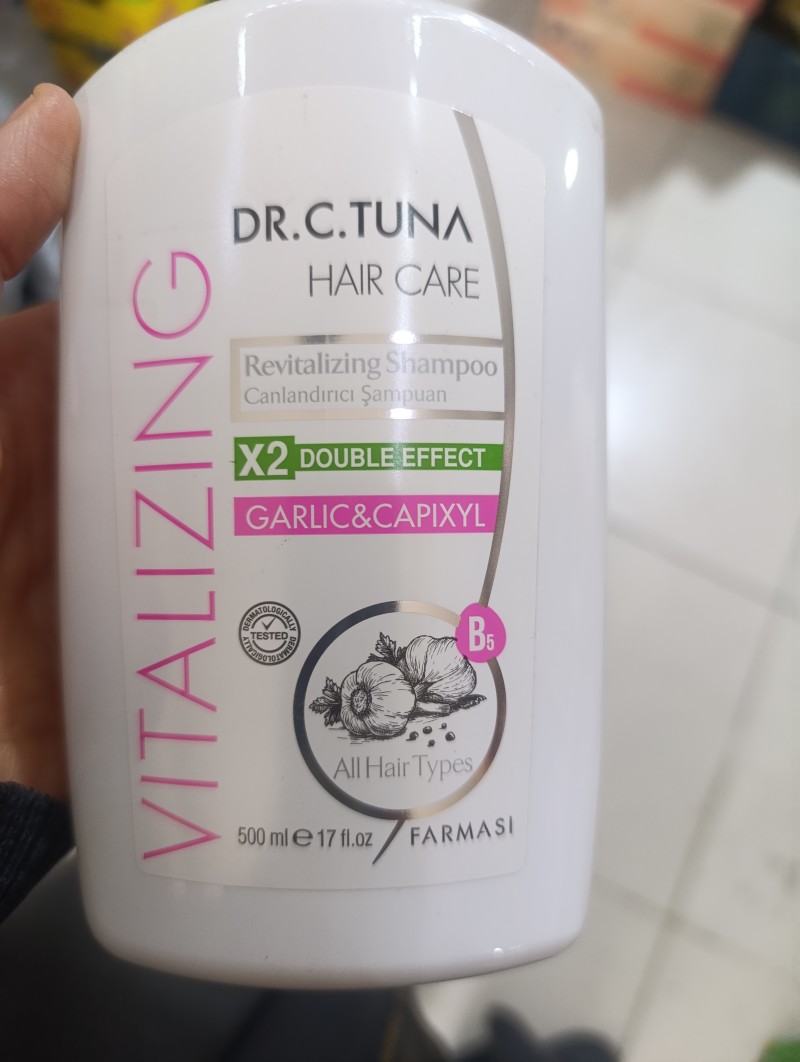 VITALIZING
DR.C.TUNA
HAIR CARE
Revitalizing Shampoo
Canlandırıcı Şampuan
X2 DOUBLE EFFECT
GARLIC&CAPIXYL
DERMATOLOGICALLY
TESTED
DERMATOLOGICALLY
B5
All Hair Types
500 ml e 17 fl.oz
FARMASİ